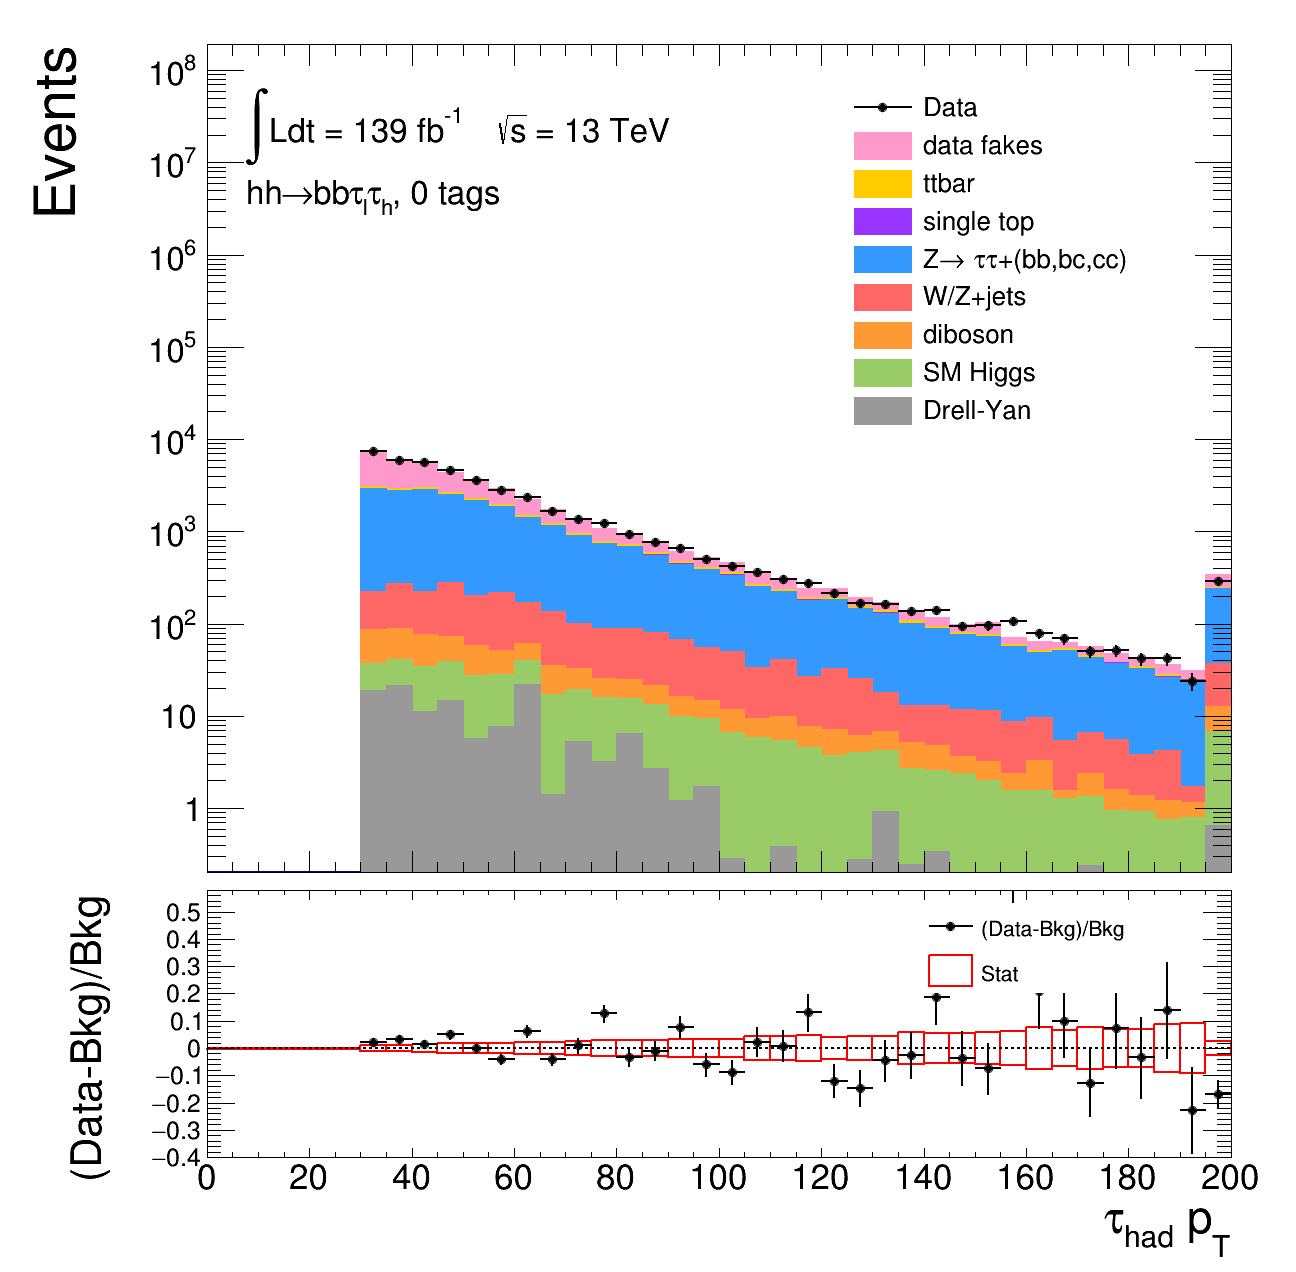 Events
10⁸
10⁷
10⁶
10⁵
10⁴
10³
10²
10
1
∫Ldt = 139 fb⁻¹ √s = 13 TeV
hh→bbτ_lτ_h, 0 tags
Data
data fakes
ttbar
single top
Z→ ττ+(bb,bc,cc)
W/Z+jets
diboson
SM Higgs
Drell-Yan
(Data-Bkg)/Bkg
0.5
0.4
0.3
0.2
0.1
0
−0.1
−0.2
−0.3
−0.4
(Data-Bkg)/Bkg
Stat
0 20 40 60 80 100 120 140 160 180 200
τ_had p_T